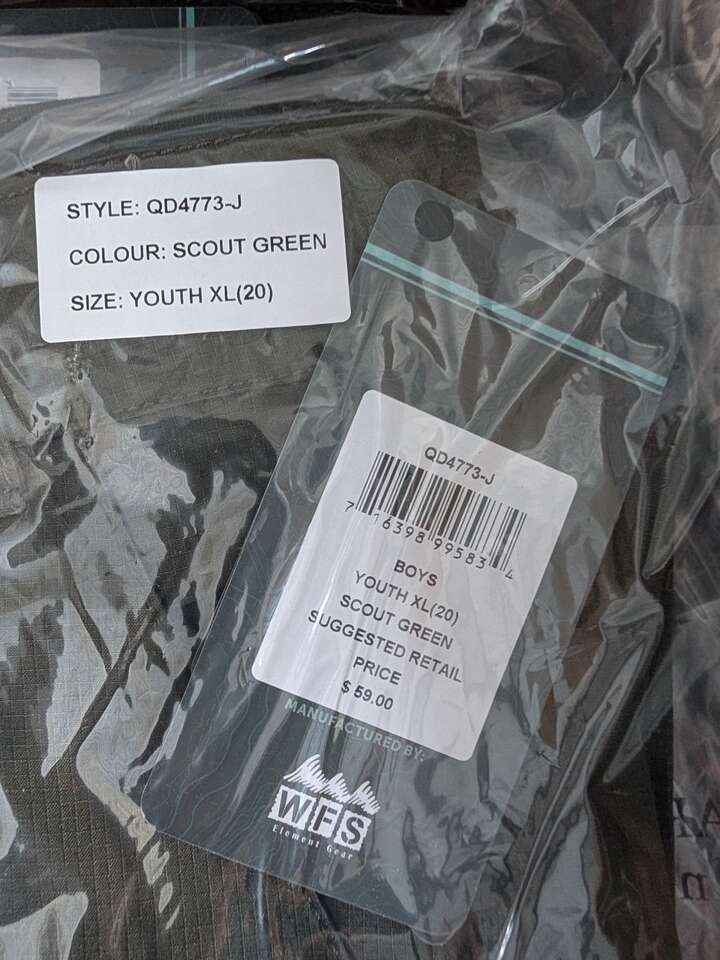 STYLE: QD4773-J
COLOUR: SCOUT GREEN
SIZE: YOUTH XL(20)
QD4773-J
7 16398 99583 4
BOYS
YOUTH XL(20)
SCOUT GREEN
SUGGESTED RETAIL
PRICE
$ 59.00
MANUFACTURED BY:
WFS
Element Gear